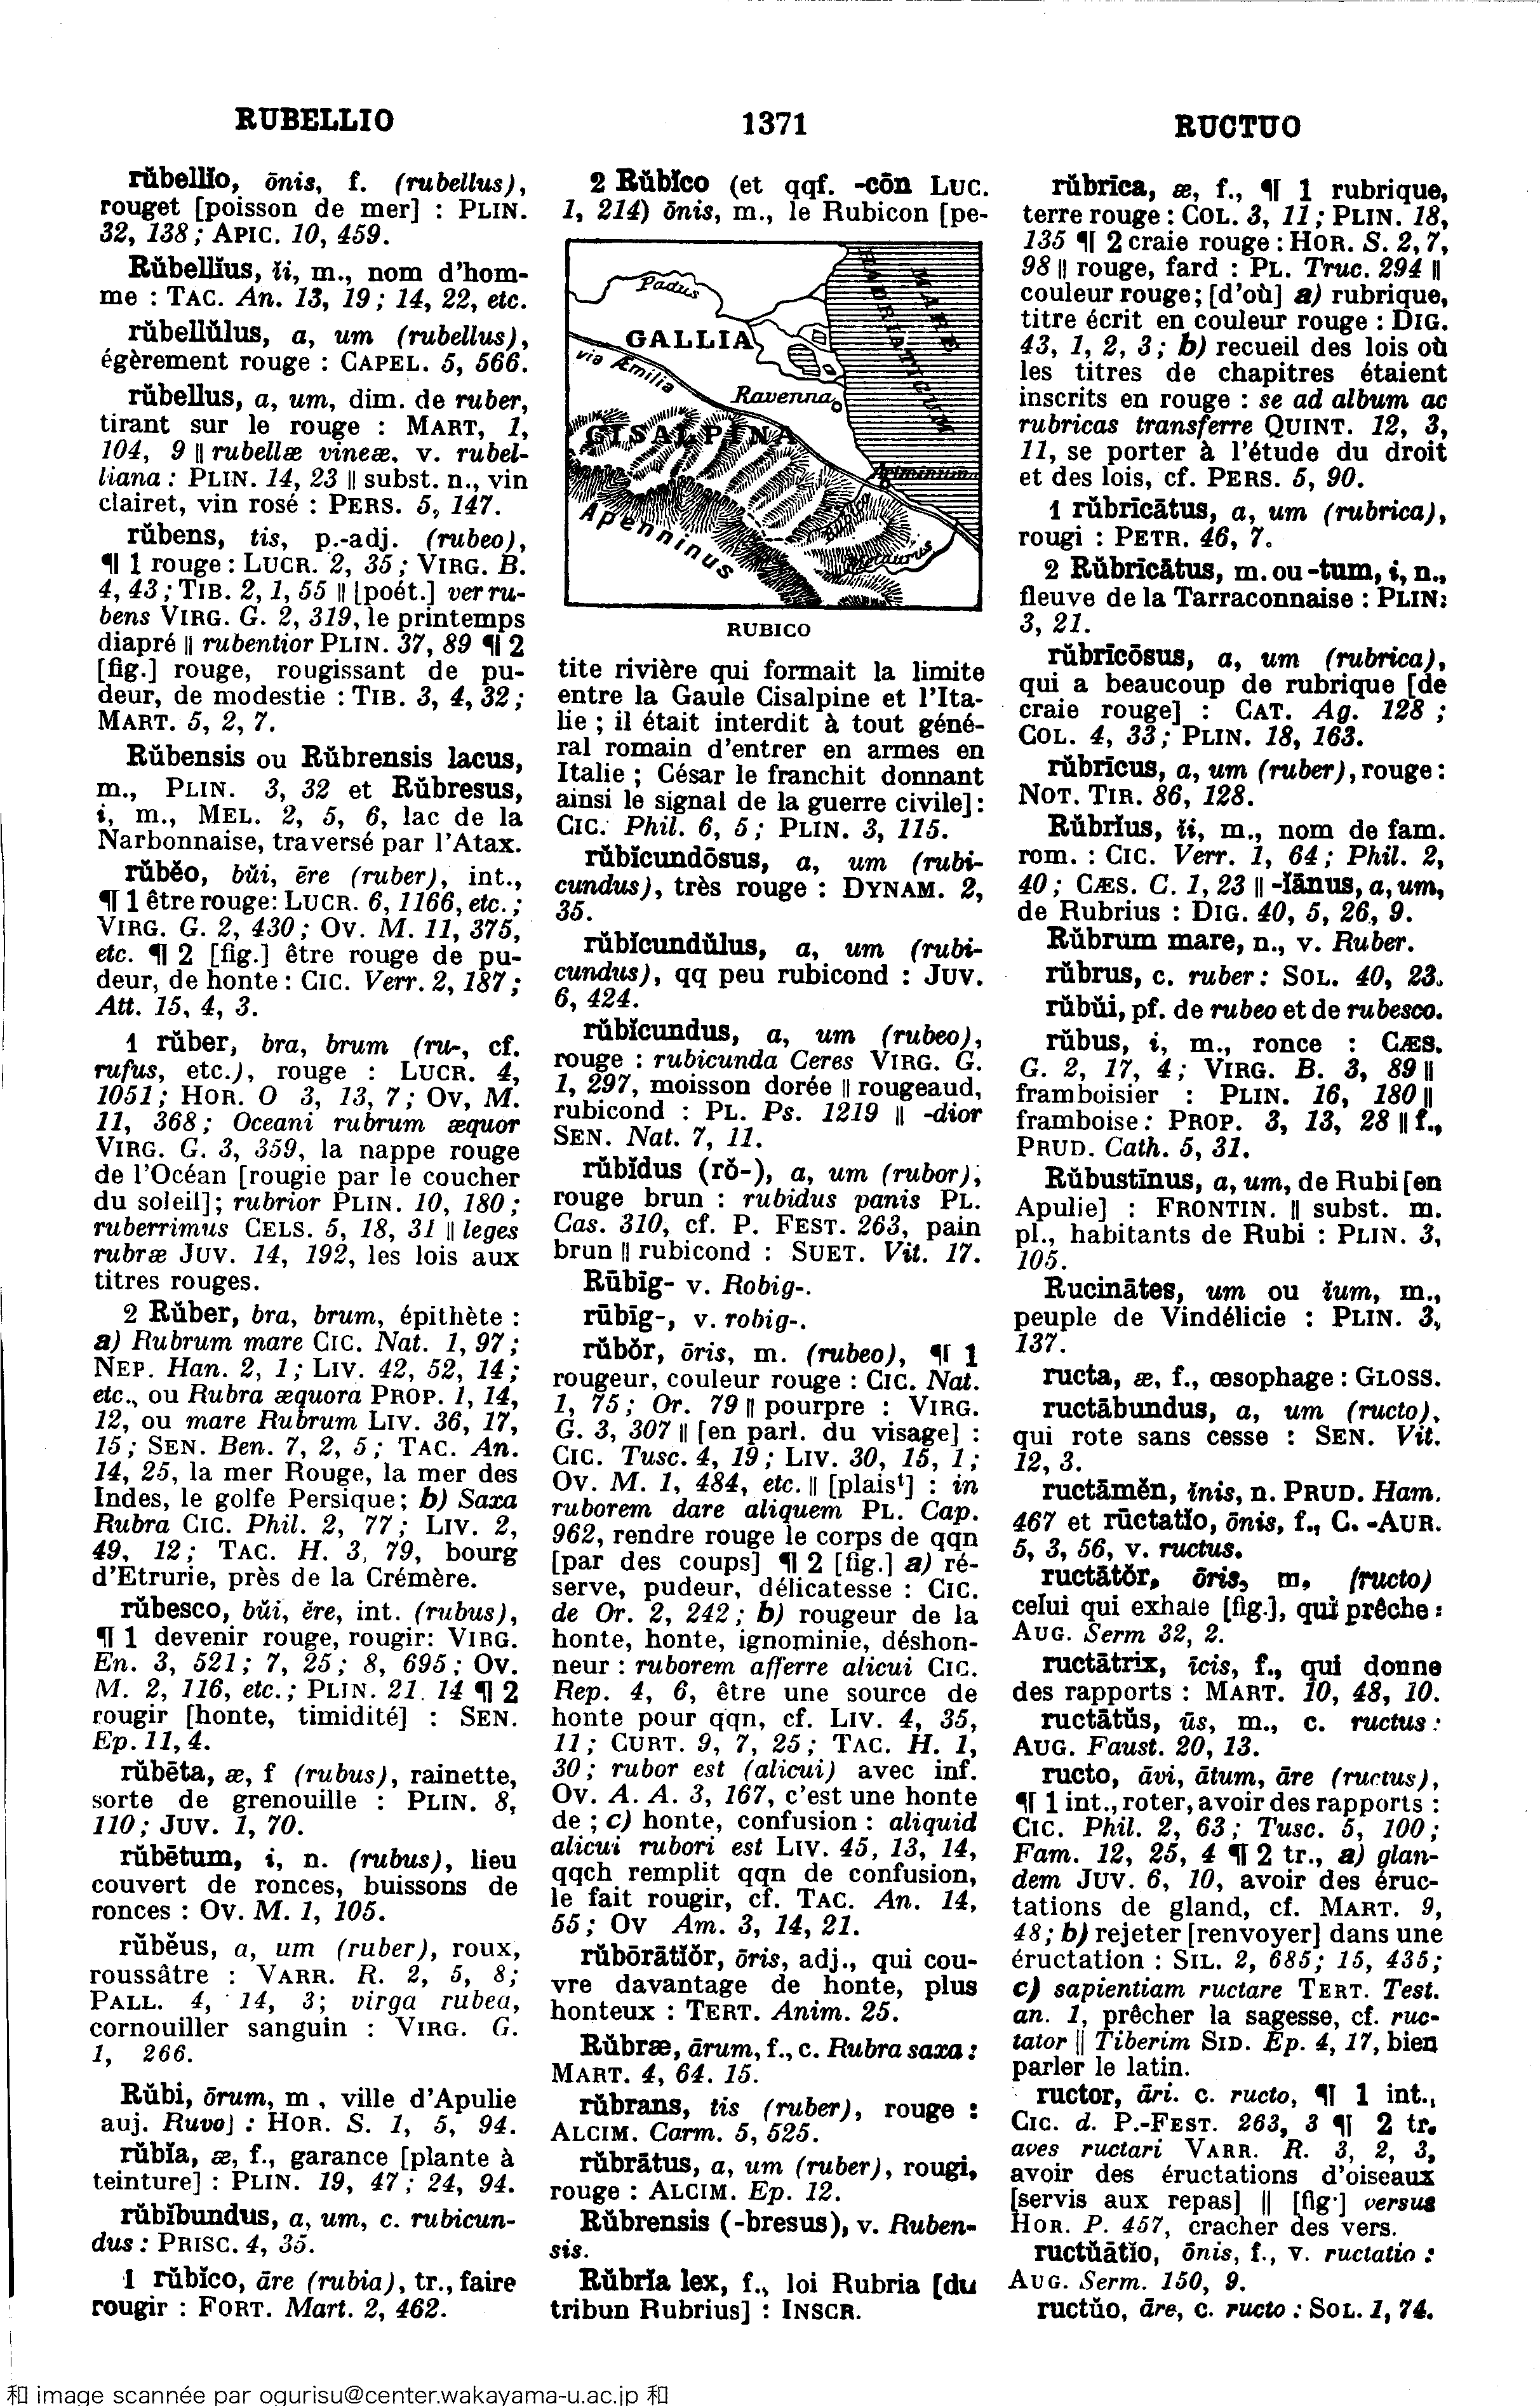 RUBELLIO
1371
RUCTUO
rŭbellĭo, ōnis, f. (rubellus),
rouget [poisson de mer] : PLIN.
32, 138 ; APIC. 10, 459.
Rŭbellĭus, ĭi, m., nom d'hom-
me : TAC. An. 13, 19 ; 14, 22, etc.
rŭbellŭlus, a, um (rubellus),
égèrement rouge : CAPEL. 5, 566.
rŭbellus, a, um, dim. de ruber,
tirant sur le rouge : MART, 1,
104, 9 || rubellæ vineæ, v. rubel-
liana : PLIN. 14, 23 || subst. n., vin
clairet, vin rosé : PERS. 5, 147.
rŭbens, tis, p.-adj. (rubeo),
¶ 1 rouge : LUCR. 2, 35 ; VIRG. B.
4, 43 ; TIB. 2, 1, 55 || [poét.] ver ru-
bens VIRG. G. 2, 319, le printemps
diapré || rubentior PLIN. 37, 89 ¶ 2
[fig.] rouge, rougissant de pu-
deur, de modestie : TIB. 3, 4, 32 ;
MART. 5, 2, 7.
Rŭbensis ou Rŭbrensis lacus,
m., PLIN. 3, 32 et Rŭbresus,
i, m., MEL. 2, 5, 6, lac de la
Narbonnaise, traversé par l'Atax.
rŭbĕo, bŭi, ēre (ruber), int.,
¶ 1 être rouge: LUCR. 6, 1166, etc. ;
VIRG. G. 2, 430 ; OV. M. 11, 375,
etc. ¶ 2 [fig.] être rouge de pu-
deur, de honte : CIC. Verr. 2, 187 ;
Att. 15, 4, 3.
1 rŭber, bra, brum (ru-, cf.
rufus, etc.), rouge : LUCR. 4,
1051 ; HOR. O 3, 13, 7 ; OV, M.
11, 368 ; Oceani rubrum æquor
VIRG. G. 3, 359, la nappe rouge
de l'Océan [rougie par le coucher
du soleil]; rubrior PLIN. 10, 180 ;
ruberrimus CELS. 5, 18, 31 || leges
rubræ JUV. 14, 192, les lois aux
titres rouges.
2 Rŭber, bra, brum, épithète :
a) Rubrum mare CIC. Nat. 1, 97 ;
NEP. Han. 2, 1 ; LIV. 42, 52, 14 ;
etc., ou Rubra æquora PROP. 1, 14,
12, ou mare Rubrum LIV. 36, 17,
15 ; SEN. Ben. 7, 2, 5 ; TAC. An.
14, 25, la mer Rouge, la mer des
Indes, le golfe Persique; b) Saxa
Rubra CIC. Phil. 2, 77 ; LIV. 2,
49, 12 ; TAC. H. 3, 79, bourg
d'Etrurie, près de la Crémère.
rŭbesco, bŭi, ĕre, int. (rubus),
¶ 1 devenir rouge, rougir: VIRG.
En. 3, 521; 7, 25; 8, 695 ; OV.
M. 2, 116, etc. ; PLIN. 21. 14 ¶ 2
rougir [honte, timidité] : SEN.
Ep. 11, 4.
rŭbēta, æ, f (rubus), rainette,
sorte de grenouille : PLIN. 8,
110 ; JUV. 1, 70.
rŭbētum, i, n. (rubus), lieu
couvert de ronces, buissons de
ronces : OV. M. 1, 105.
rŭbĕus, a, um (ruber), roux,
roussâtre : VARR. R. 2, 5, 8;
PALL. 4, 14, 3; virga rubea,
cornouiller sanguin : VIRG. G.
1, 266.
Rŭbi, ōrum, m , ville d'Apulie
auj. Ruvo] : HOR. S. 1, 5, 94.
rŭbĭa, æ, f., garance [plante à
teinture] : PLIN. 19, 47 ; 24, 94.
rŭbĭbundus, a, um, c. rubicun-
dus : PRISC. 4, 35.
1 rŭbĭco, āre (rubia), tr., faire
rougir : FORT. Mart. 2, 462.
2 Rŭbĭco (et qqf. -cōn LUC.
1, 214) ōnis, m., le Rubicon [pe-
Padus
MARE
HADRIATICUM
GALLIA
via Æmilia
Ravenna
CISALPINA
Ariminum
Rubico
Metaurus
Apenninus
RUBICO
tite rivière qui formait la limite
entre la Gaule Cisalpine et l'Ita-
lie ; il était interdit à tout géné-
ral romain d'entrer en armes en
Italie ; César le franchit donnant
ainsi le signal de la guerre civile]:
CIC. Phil. 6, 5 ; PLIN. 3, 115.
rŭbĭcundōsus, a, um (rubi-
cundus), très rouge : DYNAM. 2,
35.
rŭbĭcundŭlus, a, um (rubi-
cundus), qq peu rubicond : JUV.
6, 424.
rŭbĭcundus, a, um (rubeo),
rouge : rubicunda Ceres VIRG. G.
1, 297, moisson dorée || rougeaud,
rubicond : PL. Ps. 1219 || -dior
SEN. Nat. 7, 11.
rŭbĭdus (rŏ-), a, um (rubor),
rouge brun : rubidus panis PL.
Cas. 310, cf. P. FEST. 263, pain
brun || rubicond : SUET. Vit. 17.
Rūbīg- v. Robig-.
rūbīg-, v. robig-.
rŭbŏr, ōris, m. (rubeo), ¶ 1
rougeur, couleur rouge : CIC. Nat.
1, 75 ; Or. 79 || pourpre : VIRG.
G. 3, 307 || [en parl. du visage] :
CIC. Tusc. 4, 19 ; LIV. 30, 15, 1 ;
OV. M. 1, 484, etc. || [plaist] : in
ruborem dare aliquem PL. Cap.
962, rendre rouge le corps de qqn
[par des coups] ¶ 2 [fig.] a) ré-
serve, pudeur, délicatesse : CIC.
de Or. 2, 242 ; b) rougeur de la
honte, honte, ignominie, déshon-
neur : ruborem afferre alicui CIC.
Rep. 4, 6, être une source de
honte pour qqn, cf. LIV. 4, 35,
11 ; CURT. 9, 7, 25 ; TAC. H. 1,
30 ; rubor est (alicui) avec inf.
OV. A. A. 3, 167, c'est une honte
de ; c) honte, confusion : aliquid
alicui rubori est LIV. 45, 13, 14,
qqch remplit qqn de confusion,
le fait rougir, cf. TAC. An. 14,
55 ; OV Am. 3, 14, 21.
rŭbōrātĭŏr, ōris, adj., qui cou-
vre davantage de honte, plus
honteux : TERT. Anim. 25.
Rŭbræ, ārum, f., c. Rubra saxa :
MART. 4, 64. 15.
rŭbrans, tis (ruber), rouge :
ALCIM. Carm. 5, 525.
rŭbrātus, a, um (ruber), rougi,
rouge : ALCIM. Ep. 12.
Rŭbrensis (-bresus), v. Ruben-
sis.
Rŭbrĭa lex, f., loi Rubria [du
tribun Rubrius] : INSCR.
rŭbrīca, æ, f., ¶ 1 rubrique,
terre rouge : COL. 3, 11 ; PLIN. 18,
135 ¶ 2 craie rouge : HOR. S. 2, 7,
98 || rouge, fard : PL. Truc. 294 ||
couleur rouge; [d'où] a) rubrique,
titre écrit en couleur rouge : DIG.
43, 1, 2, 3 ; b) recueil des lois où
les titres de chapitres étaient
inscrits en rouge : se ad album ac
rubricas transferre QUINT. 12, 3,
11, se porter à l'étude du droit
et des lois, cf. PERS. 5, 90.
1 rŭbrīcātus, a, um (rubrica),
rougi : PETR. 46, 7.
2 Rŭbrīcātus, m. ou -tum, i, n.,
fleuve de la Tarraconnaise : PLIN:
3, 21.
rŭbrīcōsus, a, um (rubrica),
qui a beaucoup de rubrique [de
craie rouge] : CAT. Ag. 128 ;
COL. 4, 33 ; PLIN. 18, 163.
rŭbrĭcus, a, um (ruber), rouge :
NOT. TIR. 86, 128.
Rŭbrĭus, ĭi, m., nom de fam.
rom. : CIC. Verr. 1, 64 ; Phil. 2,
40 ; CÆS. C. 1, 23 || -ĭānus, a, um,
de Rubrius : DIG. 40, 5, 26, 9.
Rŭbrum mare, n., v. Ruber.
rŭbrus, c. ruber : SOL. 40, 23.
rŭbŭi, pf. de rubeo et de rubesco.
rŭbus, i, m., ronce : CÆS.
G. 2, 17, 4 ; VIRG. B. 3, 89 ||
framboisier : PLIN. 16, 180 ||
framboise : PROP. 3, 13, 28 || f.,
PRUD. Cath. 5, 31.
Rŭbustīnus, a, um, de Rubi [en
Apulie] : FRONTIN. || subst. m.
pl., habitants de Rubi : PLIN. 3,
105.
Rucinātes, um ou ĭum, m.,
peuple de Vindélicie : PLIN. 3,
137.
ructa, æ, f., œsophage : GLOSS.
ructābundus, a, um (ructo),
qui rote sans cesse : SEN. Vit.
12, 3.
ructāmĕn, ĭnis, n. PRUD. Ham.
467 et rūctatĭo, ōnis, f., C. -AUR.
5, 3, 56, v. ructus.
ructātŏr, ōris, m, (ructo)
celui qui exhale [fig.], qui prêche :
AUG. Serm 32, 2.
ructātrix, īcis, f., qui donne
des rapports : MART. 10, 48, 10.
ructātŭs, ūs, m., c. ructus :
AUG. Faust. 20, 13.
ructo, āvi, ātum, āre (ructus),
¶ 1 int., roter, avoir des rapports :
CIC. Phil. 2, 63 ; Tusc. 5, 100 ;
Fam. 12, 25, 4 ¶ 2 tr., a) glan-
dem JUV. 6, 10, avoir des éruc-
tations de gland, cf. MART. 9,
48 ; b) rejeter [renvoyer] dans une
éructation : SIL. 2, 685; 15, 435 ;
c) sapientiam ructare TERT. Test.
an. 1, prêcher la sagesse, cf. ruc-
tator || Tiberim SID. Ep. 4, 17, bien
parler le latin.
ructor, āri. c. ructo, ¶ 1 int.,
CIC. d. P.-FEST. 263, 3 ¶ 2 tr.
aves ructari VARR. R. 3, 2, 3,
avoir des éructations d'oiseaux
[servis aux repas] || [fig.] versus
HOR. P. 457, cracher des vers.
ructŭātĭo, ōnis, f., v. ructatio :
AUG. Serm. 150, 9.
ructŭo, āre, c. ructo : SOL. 1, 74.
和 image scannée par ogurisu@center.wakayama-u.ac.jp 和